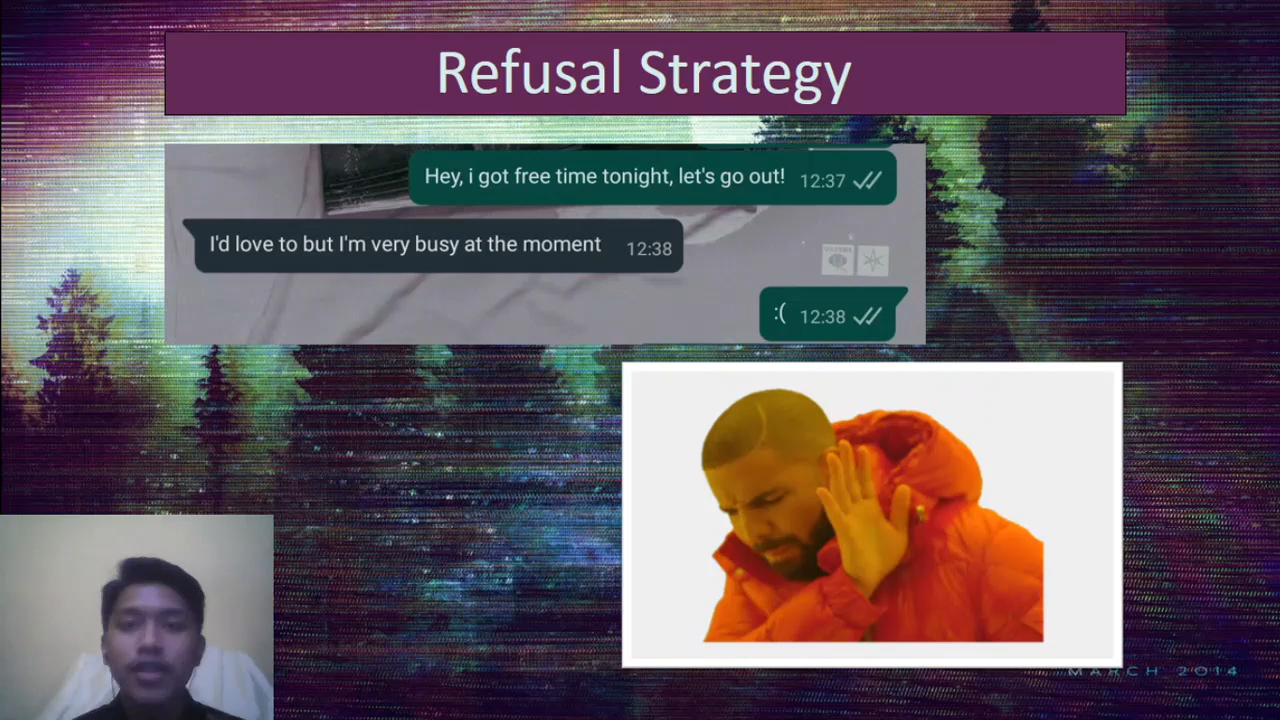 Refusal Strategy
Hey, i got free time tonight, let's go out! 12:37
I'd love to but I'm very busy at the moment 12:38
:( 12:38
MARCH 2014